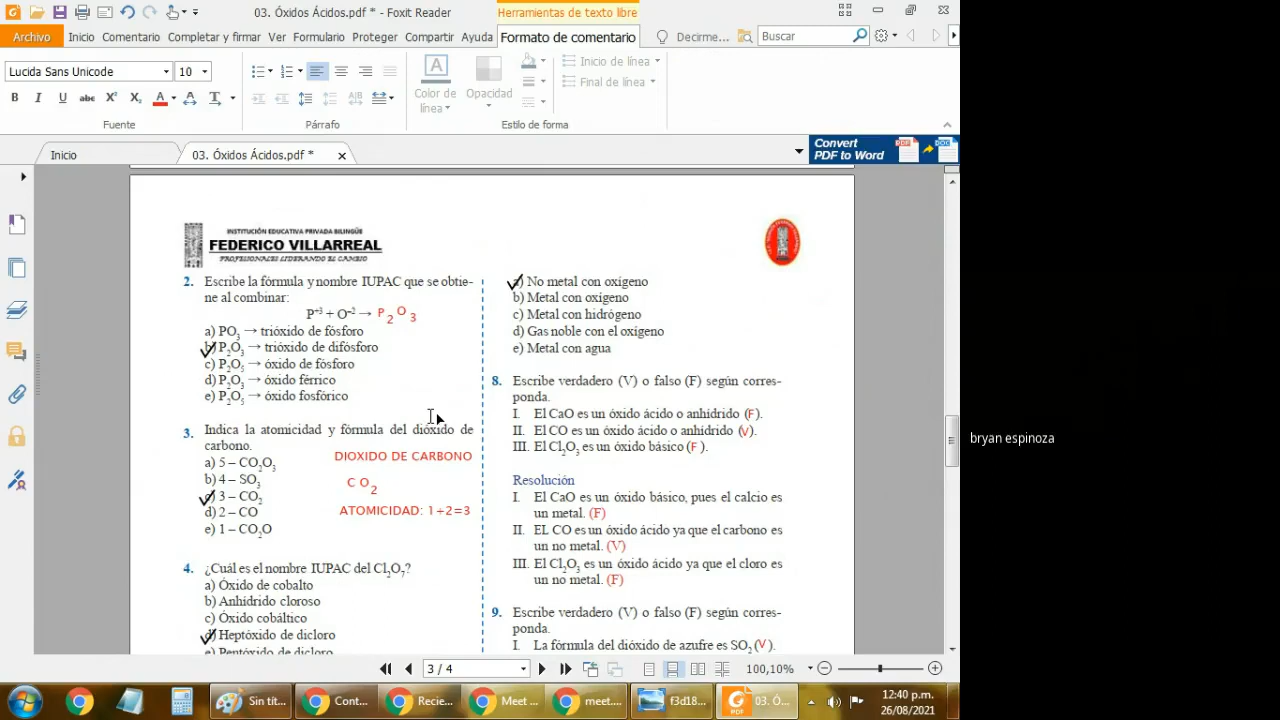 03. Óxidos Ácidos.pdf * - Foxit Reader
Herramientas de texto libre
Archivo Inicio Comentario Completar y firmar Ver Formulario Proteger Compartir Ayuda Formato de comentario Decirme... Buscar
Lucida Sans Unicode 10
Color de línea
Opacidad
Inicio de línea
Final de línea
Fuente
Párrafo
Estilo de forma
Inicio
03. Óxidos Ácidos.pdf *
Convert
PDF to Word
INSTITUCIÓN EDUCATIVA PRIVADA BILINGÜE
FEDERICO VILLARREAL
PROFESIONALES LIDERANDO EL CAMBIO
2. Escribe la fórmula y nombre IUPAC que se obtie-
ne al combinar:
P⁺³ + O⁻² → P₂O₃
a) PO₃ → trióxido de fósforo
b) P₂O₃ → trióxido de difósforo
c) P₂O₅ → óxido de fósforo
d) P₂O₃ → óxido férrico
e) P₂O₅ → óxido fosfórico
3. Indica la atomicidad y fórmula del dióxido de
carbono.
DIOXIDO DE CARBONO
a) 5 – CO₂O₃
b) 4 – SO₃
C O₂
c) 3 – CO₂
d) 2 – CO
ATOMICIDAD: 1+2=3
e) 1 – CO₂O
4. ¿Cuál es el nombre IUPAC del Cl₂O₇?
a) Óxido de cobalto
b) Anhídrido cloroso
c) Óxido cobáltico
d) Heptóxido de dicloro
e) Pentóxido de dicloro
a) No metal con oxígeno
b) Metal con oxígeno
c) Metal con hidrógeno
d) Gas noble con el oxígeno
e) Metal con agua
8. Escribe verdadero (V) o falso (F) según corres-
ponda.
I. El CaO es un óxido ácido o anhídrido (F).
II. El CO es un óxido ácido o anhídrido (V).
III. El Cl₂O₃ es un óxido básico (F ).
Resolución
I. El CaO es un óxido básico, pues el calcio es
un metal. (F)
II. EL CO es un óxido ácido ya que el carbono es
un no metal. (V)
III. El Cl₂O₃ es un óxido ácido ya que el cloro es
un no metal. (F)
9. Escribe verdadero (V) o falso (F) según corres-
ponda.
I. La fórmula del dióxido de azufre es SO₂ (V).
bryan espinoza
3 / 4
100,10%
Sin tít...
Cont...
Recie...
Meet ...
meet....
f3d18...
03. Ó...
12:40 p.m.
26/08/2021